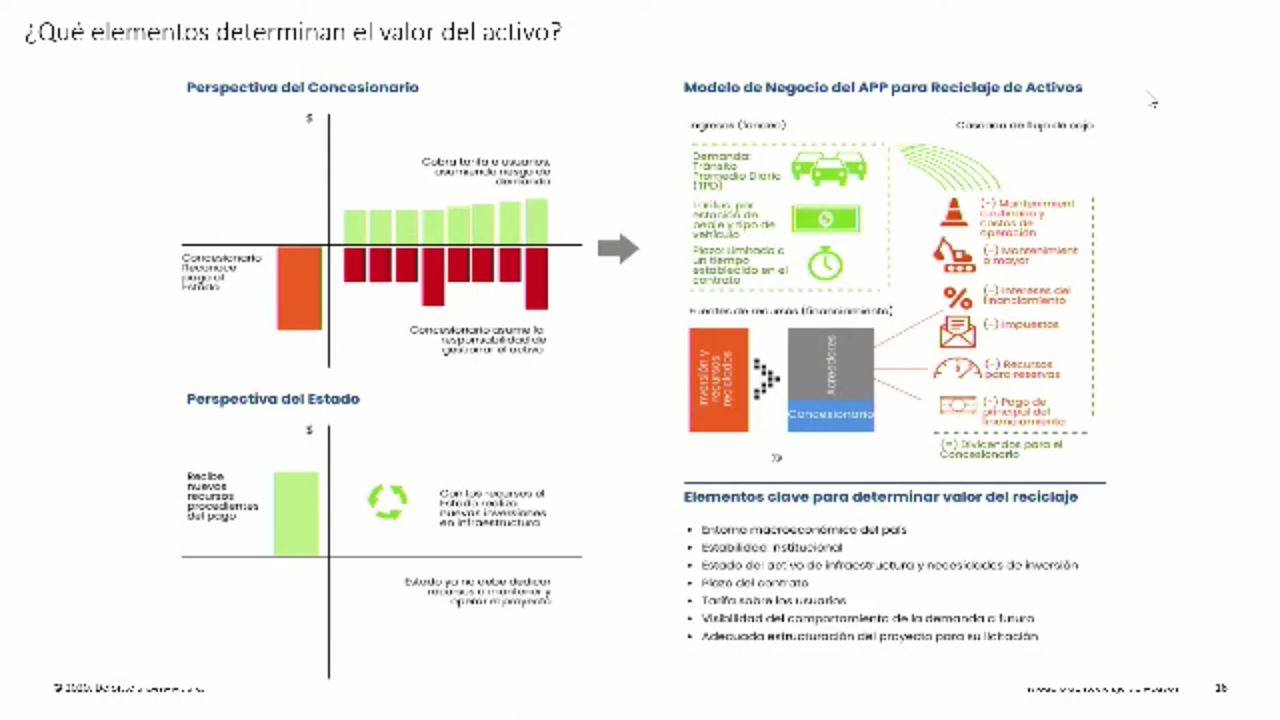 ¿Qué elementos determinan el valor del activo?
Perspectiva del Concesionario
$
Cobra tarifa a usuarios,
asumiendo riesgo de
demanda
Concesionario
Reconoce
pago al
Estado
Concesionario asume la
responsabilidad de
gestionar el activo
Perspectiva del Estado
$
Recibe
nuevos
recursos
procedentes
del pago
Con los recursos el
Estado realiza
nuevas inversiones
en infraestructura
Estado ya no debe dedicar
recursos a mantener y
operar el proyecto
Modelo de Negocio del APP para Reciclaje de Activos
Ingresos (fondeo)
Demanda:
Tránsito
Promedio Diario
(TPD)
Tarifas: por
estación de
peaje y tipo de
vehículo
Plazo: Limitado a
un tiempo
establecido en el
contrato
Cascada de flujo de caja
(-) Mantenimient
o rutinario y
costos de
operación
(-) Mantenimient
o mayor
(-) Intereses del
financiamiento
(-) Impuestos
(-) Recursos
para reservas
(-) Pago de
principal del
financiamiento
(=) Dividendos para el
Concesionario
Fuentes de recursos (financiamiento)
Inversión y
recursos
reciclados
Acreedores
Concesionario
Elementos clave para determinar valor del reciclaje
• Entorno macroeconómico del país
• Estabilidad institucional
• Estado del activo de infraestructura y necesidades de inversión
• Plazo del contrato
• Tarifa sobre los usuarios
• Visibilidad del comportamiento de la demanda a futuro
• Adecuada estructuración del proyecto para su licitación
© 2020.